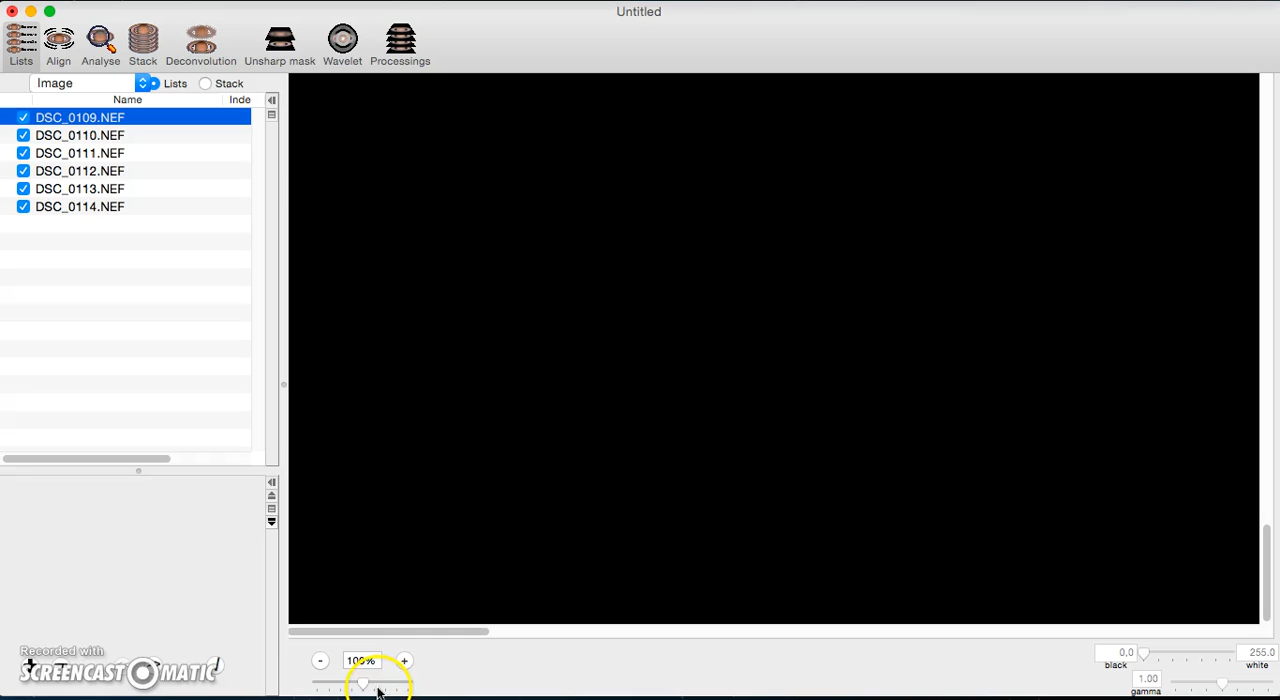 Untitled
Lists Align Analyse Stack Deconvolution Unsharp mask Wavelet Processings
Image Lists Stack
Name Inde
DSC_0109.NEF
DSC_0110.NEF
DSC_0111.NEF
DSC_0112.NEF
DSC_0113.NEF
DSC_0114.NEF
Recorded with
SCREENCAST-O-MATIC
- 100% +
0,0 255.0
black white
1.00
gamma